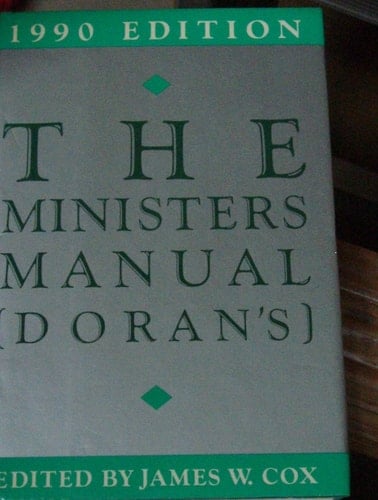 1990 EDITION
THE
MINISTERS
MANUAL
[DORAN'S]
EDITED BY JAMES W. COX